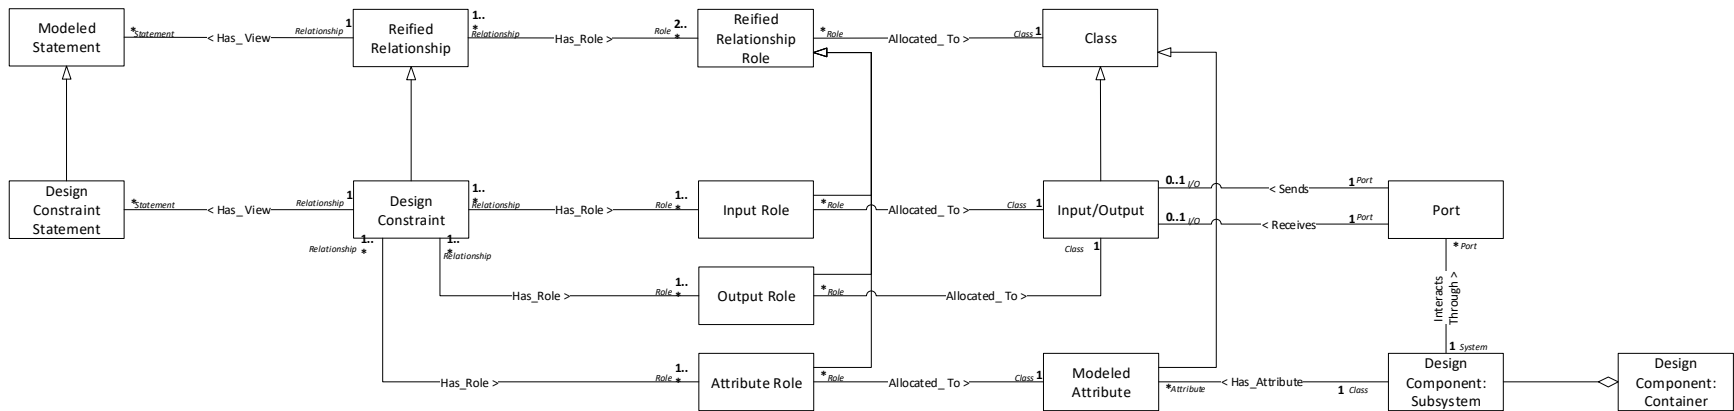 Modeled
Statement
*
Statement
< Has_ View
Relationship
1
Reified
Relationship
1..
*
Relationship
Has_Role >
Role
2..
*
Reified
Relationship
Role
*
Role
Allocated_ To >
Class
1
Class
Design
Constraint
Statement
*
Statement
< Has_ View
Relationship
1
Design
Constraint
1..
*
Relationship
Has_Role >
Role
1..
*
Input Role
*
Role
Allocated_ To >
Class
1
Input/Output
0..1
I/O
< Sends
1
Port
0..1
I/O
< Receives
1
Port
Port
1..
*
Relationship
1..
*
Relationship
Class
1
*
Port
Has_Role >
Role
1..
*
Output Role
*
Role
Allocated_ To >
Interacts
Through >
1
System
Has_Role >
Role
1..
*
Attribute Role
*
Role
Allocated_ To >
Class
1
Modeled
Attribute
*
Attribute
< Has_Attribute
1
Class
Design
Component:
Subsystem
Design
Component:
Container